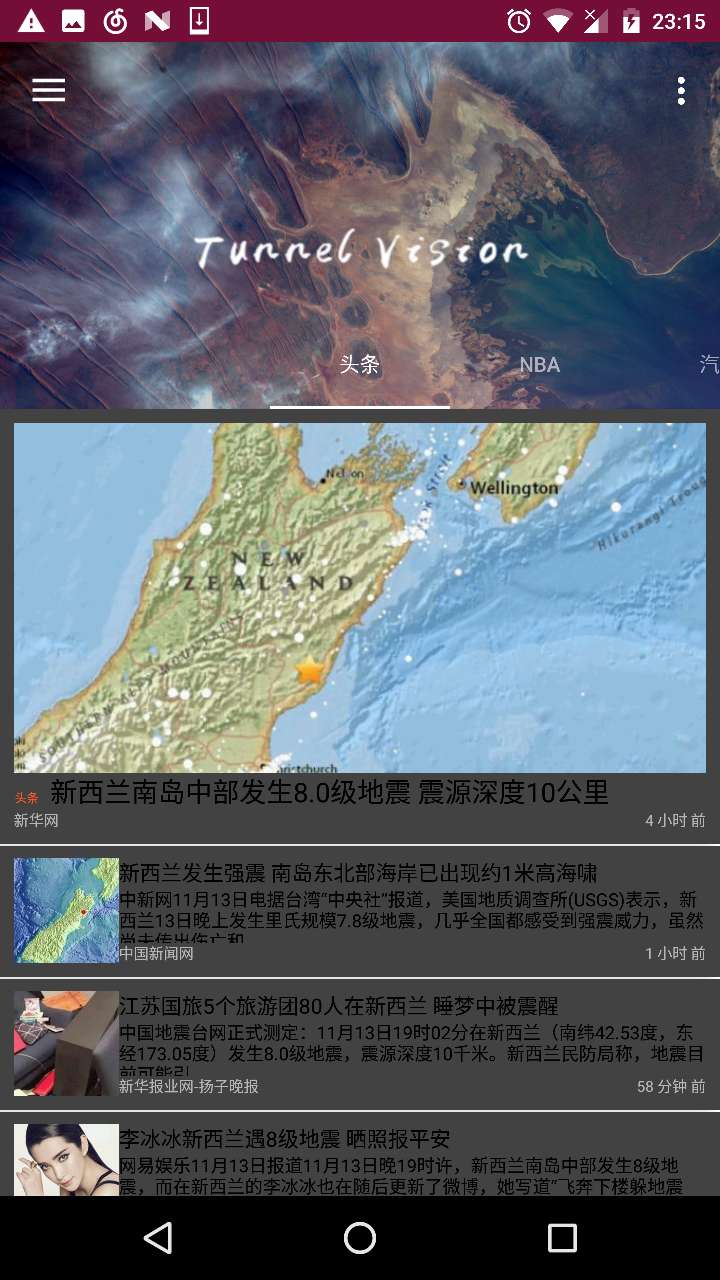 23:15
Tunnel Vision
头条
NBA
汽
Nelson
Wellington
Hikurangi Troug
NEW
ZEALAND
SOUTHERN ALPS MOUNTAINS
hristchurch
头条 新西兰南岛中部发生8.0级地震 震源深度10公里
新华网
4 小时 前
新西兰发生强震 南岛东北部海岸已出现约1米高海啸
中新网11月13日电据台湾"中央社"报道，美国地质调查所(USGS)表示，新
西兰13日晚上发生里氏规模7.8级地震，几乎全国都感受到强震威力，虽然
尚未传出伤亡和
中国新闻网
1 小时 前
江苏国旅5个旅游团80人在新西兰 睡梦中被震醒
中国地震台网正式测定：11月13日19时02分在新西兰（南纬42.53度，东
经173.05度）发生8.0级地震，震源深度10千米。新西兰民防局称，地震目
前可能引
新华报业网-扬子晚报
58 分钟 前
李冰冰新西兰遇8级地震 晒照报平安
网易娱乐11月13日报道11月13日晚19时许，新西兰南岛中部发生8级地
震，而在新西兰的李冰冰也在随后更新了微博，她写道"飞奔下楼躲地震